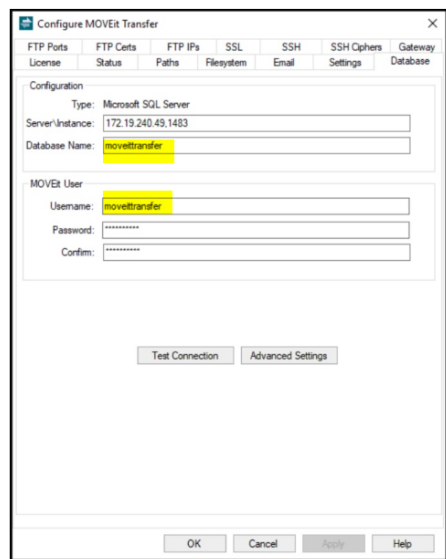 Configure MOVEit Transfer
FTP Ports FTP Certs FTP IPs SSL SSH SSH Ciphers Gateway
License Status Paths Filesystem Email Settings Database
Configuration
Type: Microsoft SQL Server
Server\Instance: 172.19.240.49,1483
Database Name: moveittransfer
MOVEit User
Username: moveittransfer
Password: **********
Confirm: **********
Test Connection Advanced Settings
OK Cancel Apply Help